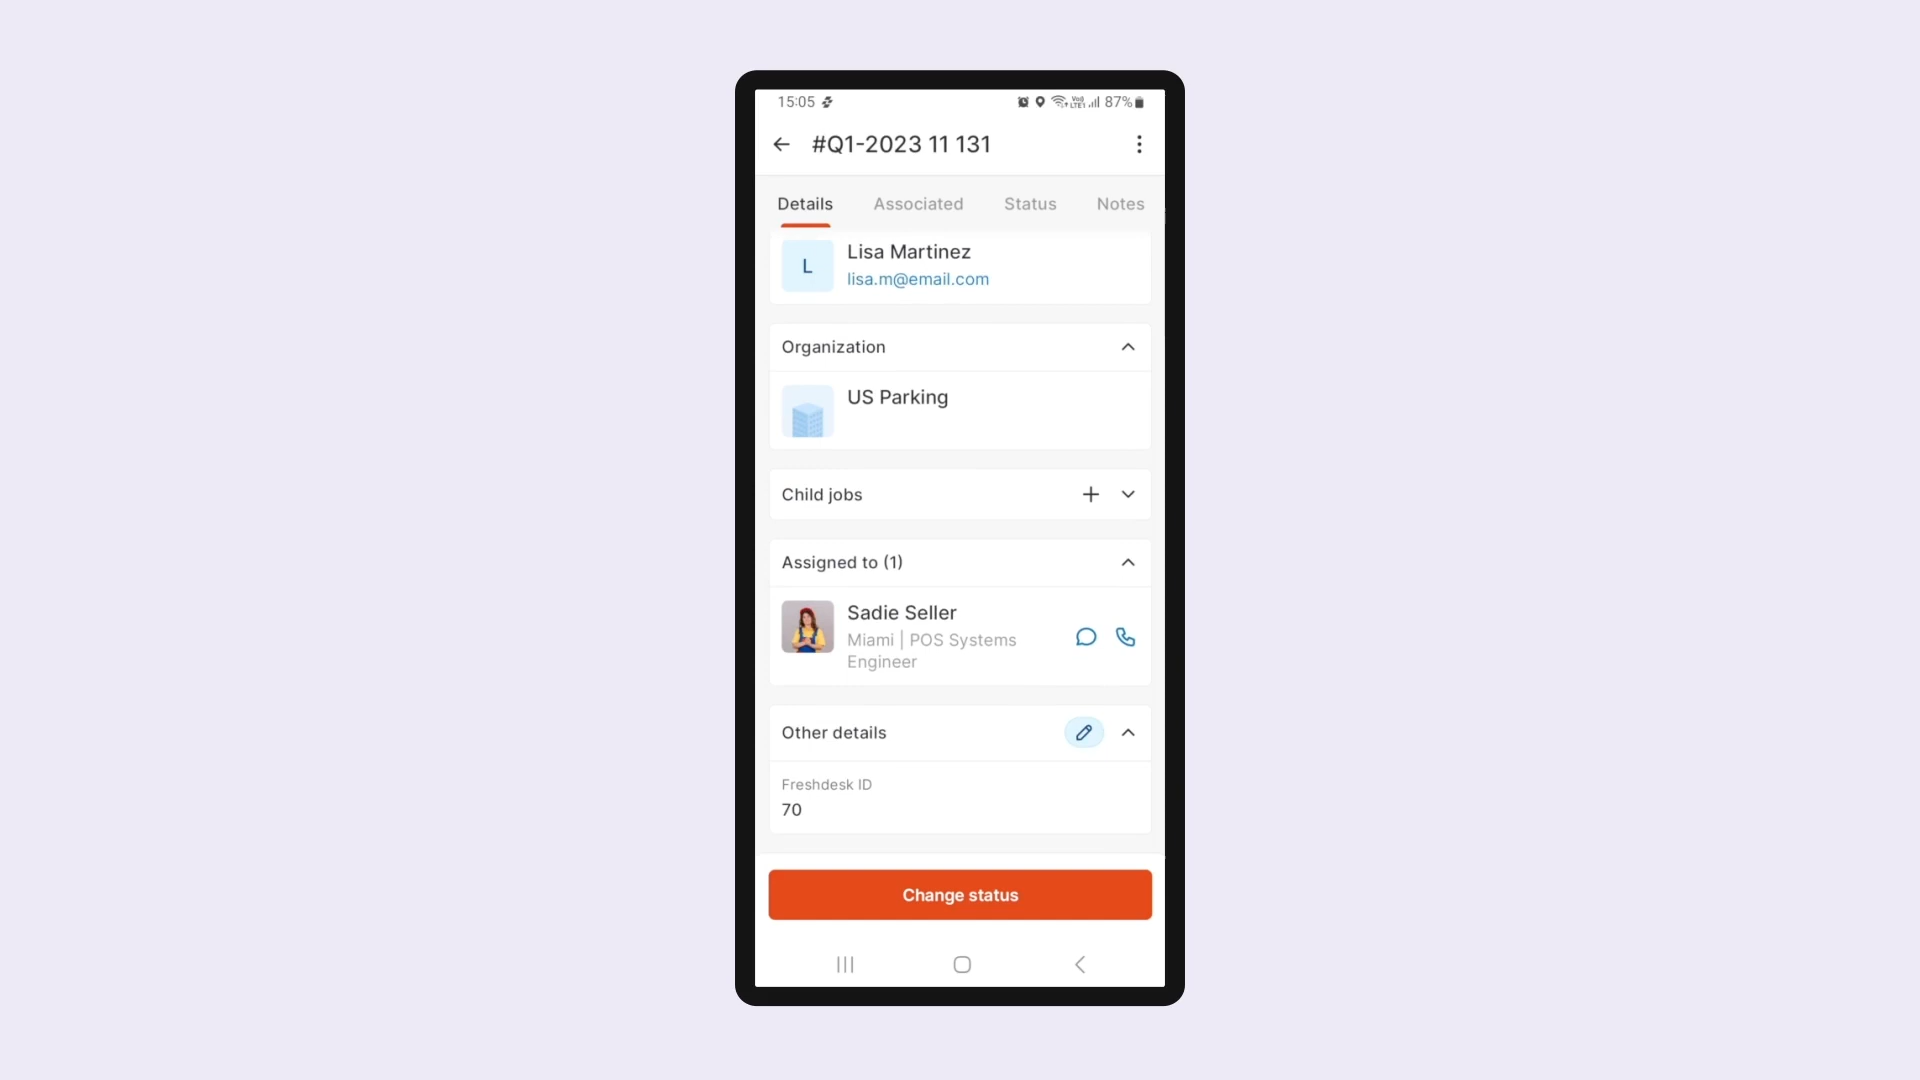 15:05 87%
#Q1-2023 11 131
Details Associated Status Notes
L
Lisa Martinez
lisa.m@email.com
Organization
US Parking
Child jobs
Assigned to (1)
Sadie Seller
Miami | POS Systems
Engineer
Other details
Freshdesk ID
70
Change status